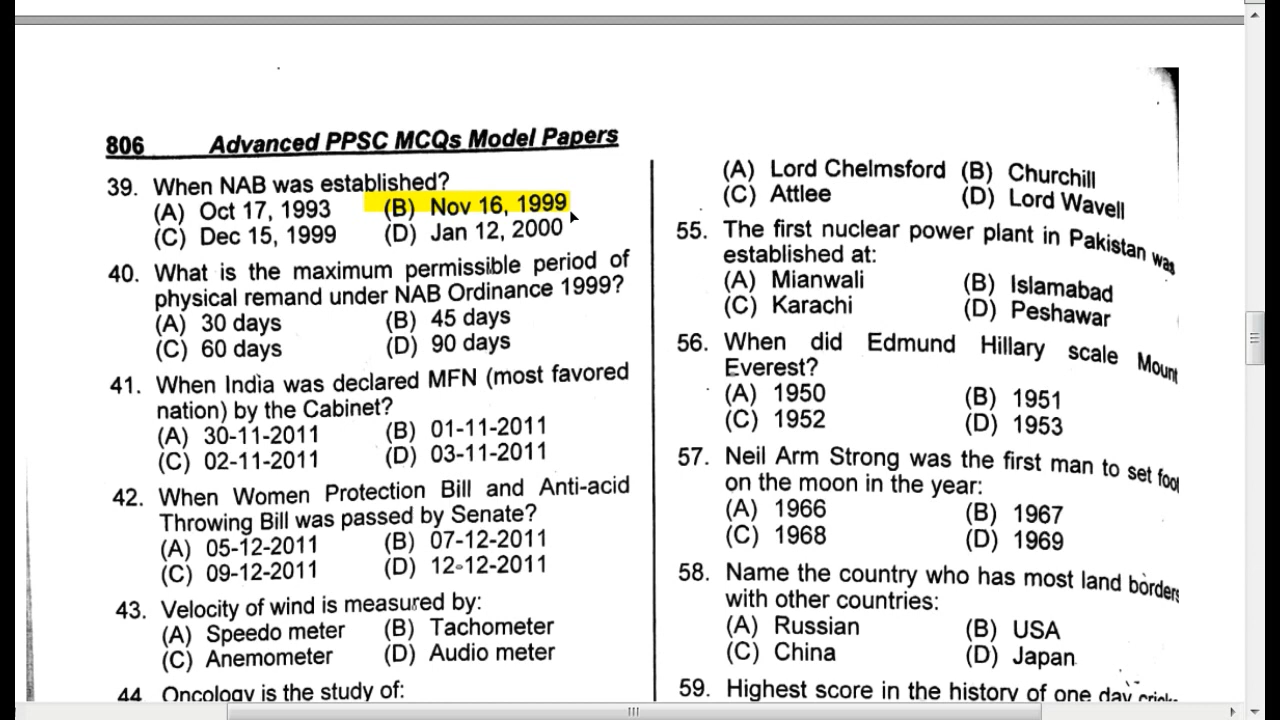 806 Advanced PPSC MCQs Model Papers
39. When NAB was established?
(A) Oct 17, 1993 (B) Nov 16, 1999
(C) Dec 15, 1999 (D) Jan 12, 2000
40. What is the maximum permissible period of
physical remand under NAB Ordinance 1999?
(A) 30 days (B) 45 days
(C) 60 days (D) 90 days
41. When India was declared MFN (most favored
nation) by the Cabinet?
(A) 30-11-2011 (B) 01-11-2011
(C) 02-11-2011 (D) 03-11-2011
42. When Women Protection Bill and Anti-acid
Throwing Bill was passed by Senate?
(A) 05-12-2011 (B) 07-12-2011
(C) 09-12-2011 (D) 12-12-2011
43. Velocity of wind is measured by:
(A) Speedo meter (B) Tachometer
(C) Anemometer (D) Audio meter
44. Oncology is the study of:
(A) Lord Chelmsford (B) Churchill
(C) Attlee (D) Lord Wavell
55. The first nuclear power plant in Pakistan was
established at:
(A) Mianwali (B) Islamabad
(C) Karachi (D) Peshawar
56. When did Edmund Hillary scale Mount
Everest?
(A) 1950 (B) 1951
(C) 1952 (D) 1953
57. Neil Arm Strong was the first man to set foot
on the moon in the year:
(A) 1966 (B) 1967
(C) 1968 (D) 1969
58. Name the country who has most land borders
with other countries:
(A) Russian (B) USA
(C) China (D) Japan
59. Highest score in the history of one day